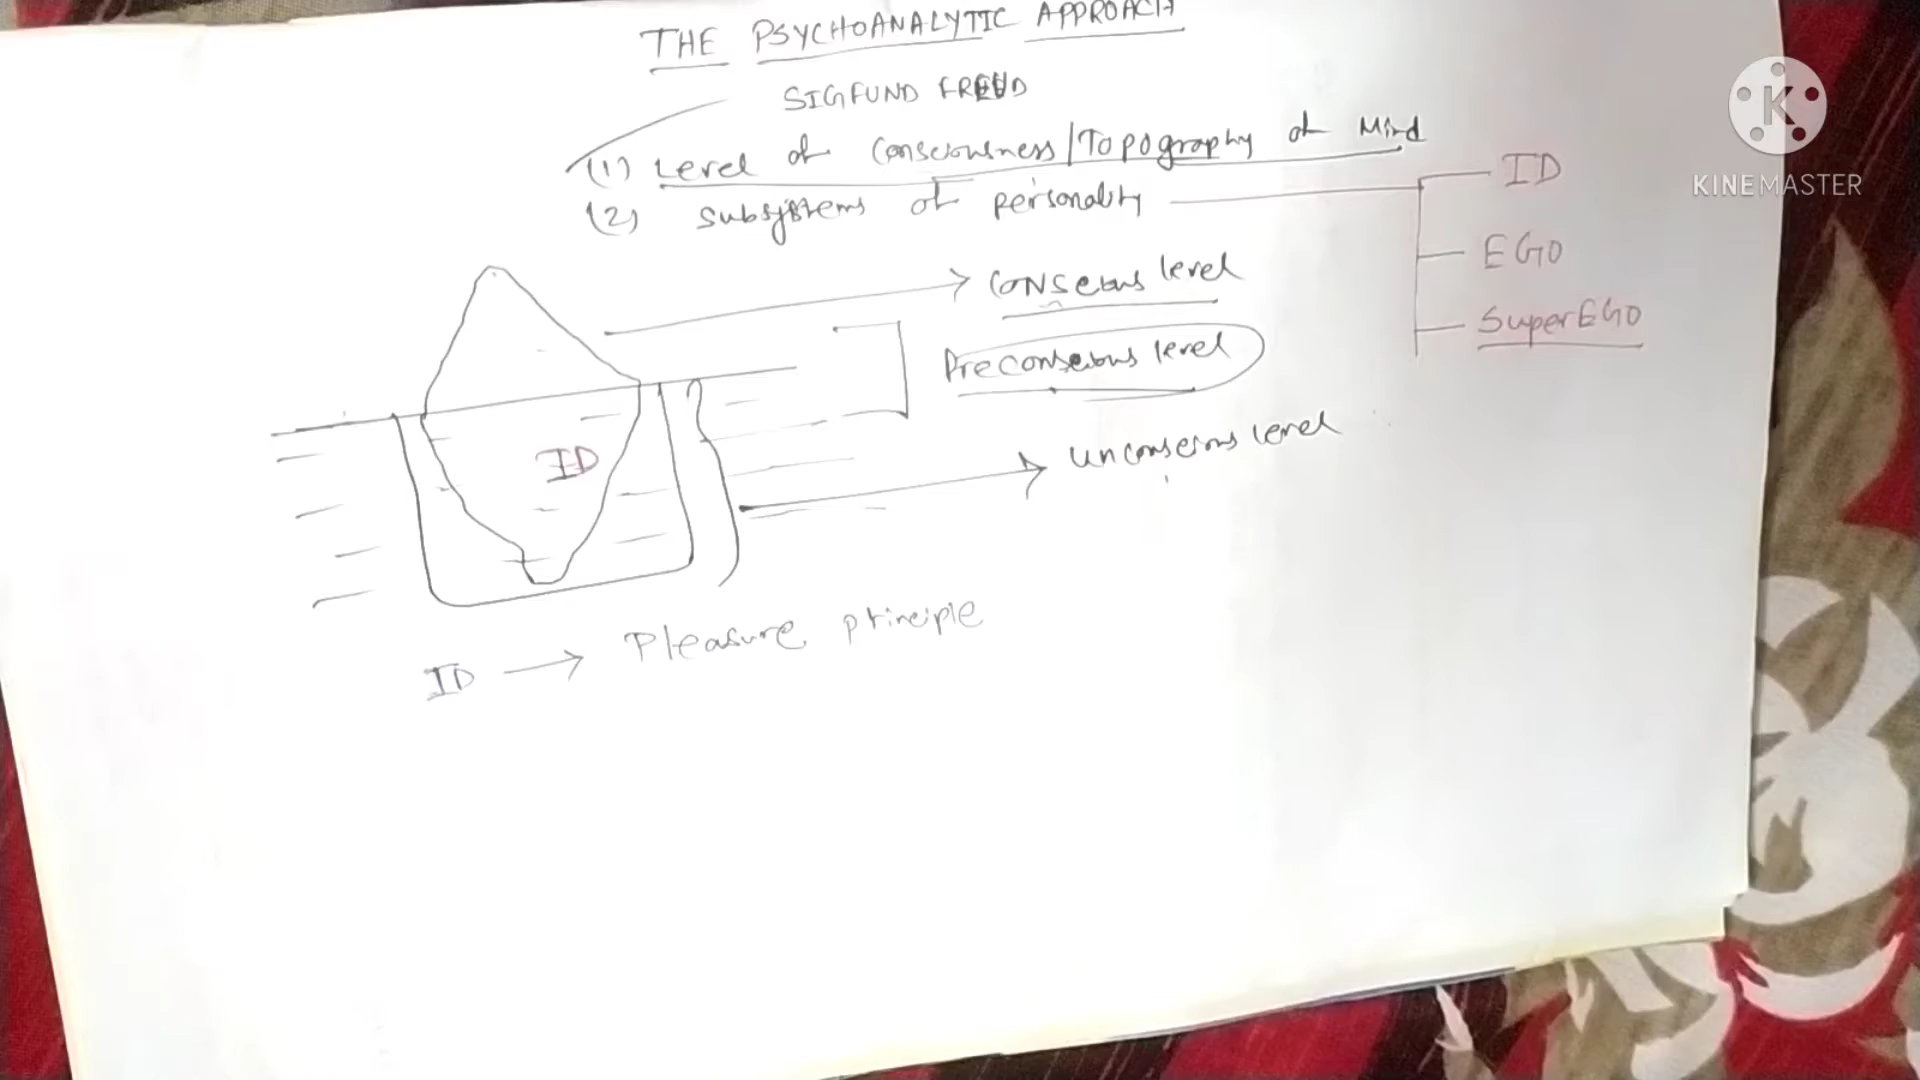 THE PSYCHOANALYTIC APPROACH
SIGFUND FREUD
(1) Level of Consciousness/Topography of Mind
(2) subsystems of personality
ID
EGO
SuperEGO
KINEMASTER
Conscious level
Preconscious level
unconscious level
ID
ID → Pleasure principle